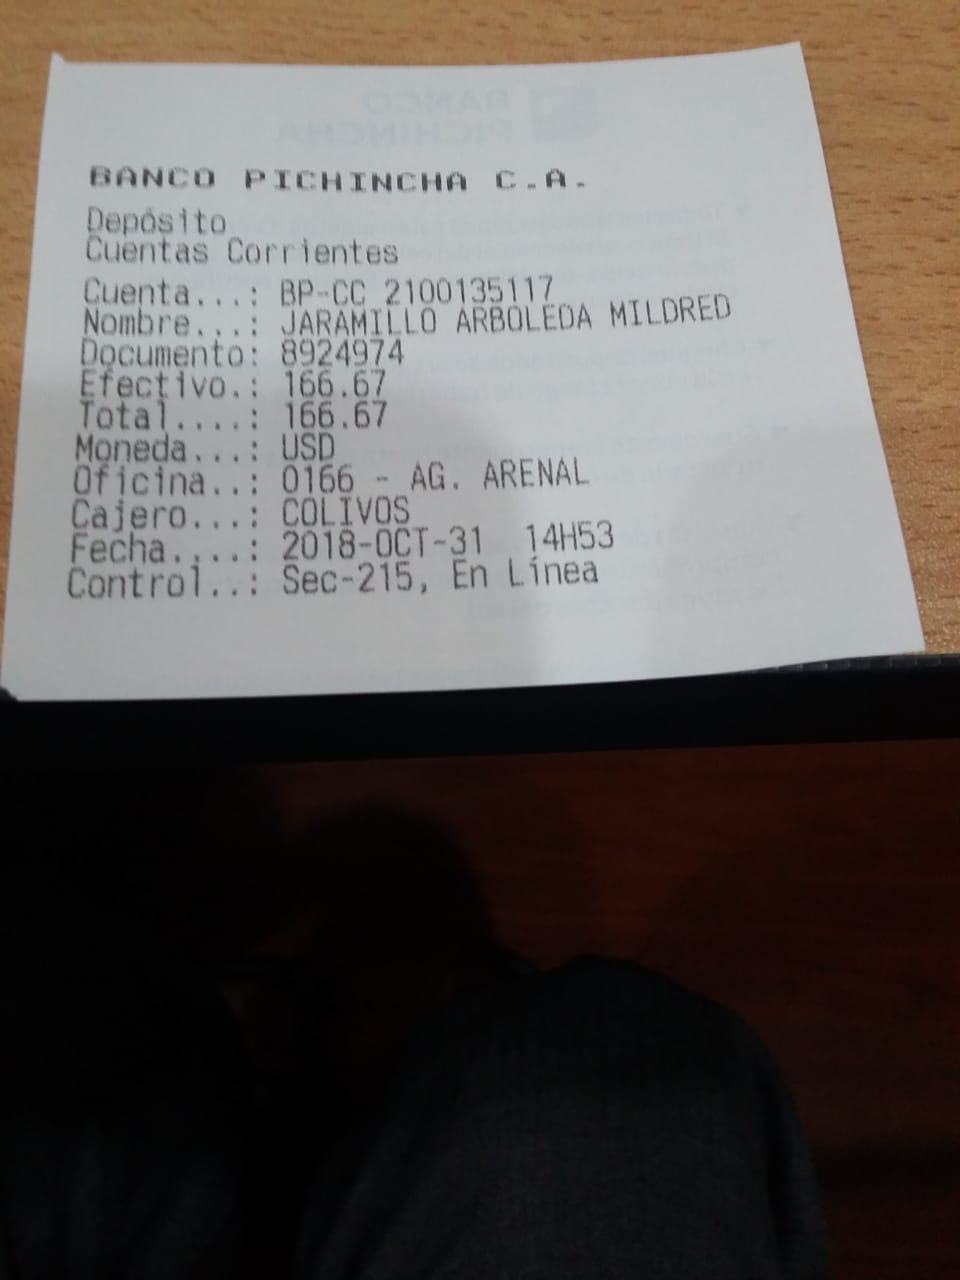 BANCO PICHINCHA C.A.
Depósito
Cuentas Corrientes
Cuenta...: BP-CC 2100135117
Nombre...: JARAMILLO ARBOLEDA MILDRED
Documento: 8924974
Efectivo.: 166.67
Total....: 166.67
Moneda...: USD
Oficina..: 0166 - AG. ARENAL
Cajero...: COLIVOS
Fecha....: 2018-OCT-31 14H53
Control..: Sec-215, En Línea
BANCO
PICHINCHA